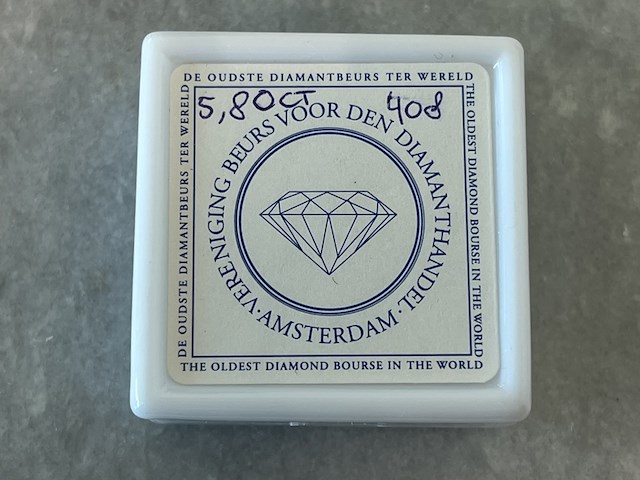 DE OUDSTE DIAMANTBEURS TER WERELD
THE OLDEST DIAMOND BOURSE IN THE WORLD
THE OLDEST DIAMOND BOURSE IN THE WORLD
DE OUDSTE DIAMANTBEURS TER WERELD
5,80CT 408
VERENIGING BEURS VOOR DEN DIAMANTHANDEL
·AMSTERDAM·